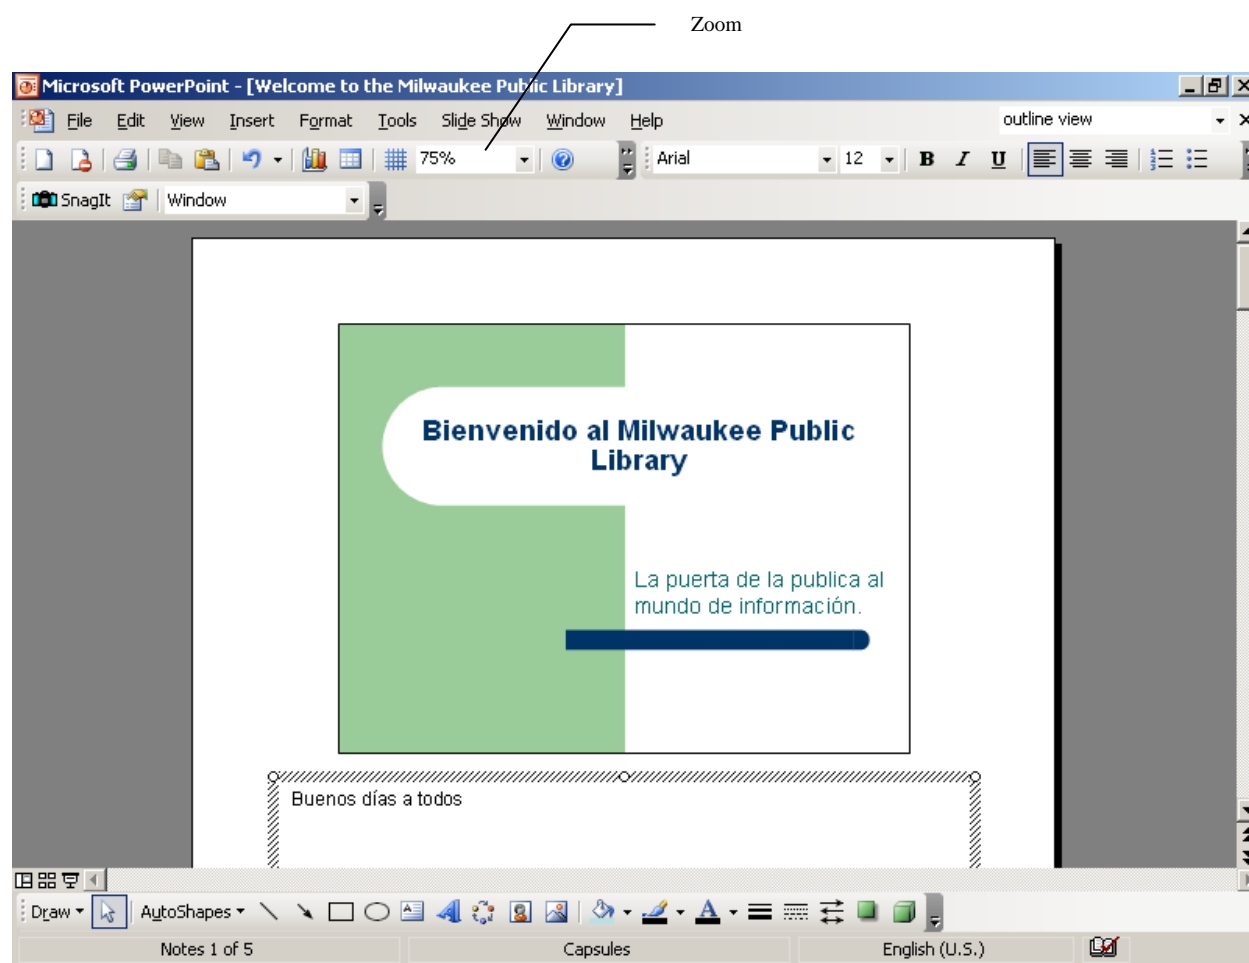 Zoom
Microsoft PowerPoint - [Welcome to the Milwaukee Public Library]
File Edit View Insert Format Tools Slide Show Window Help outline view
75% Arial 12 B I U
SnagIt Window
Bienvenido al Milwaukee Public
Library
La puerta de la publica al
mundo de información.
Buenos días a todos
Draw AutoShapes A
Notes 1 of 5 Capsules English (U.S.)